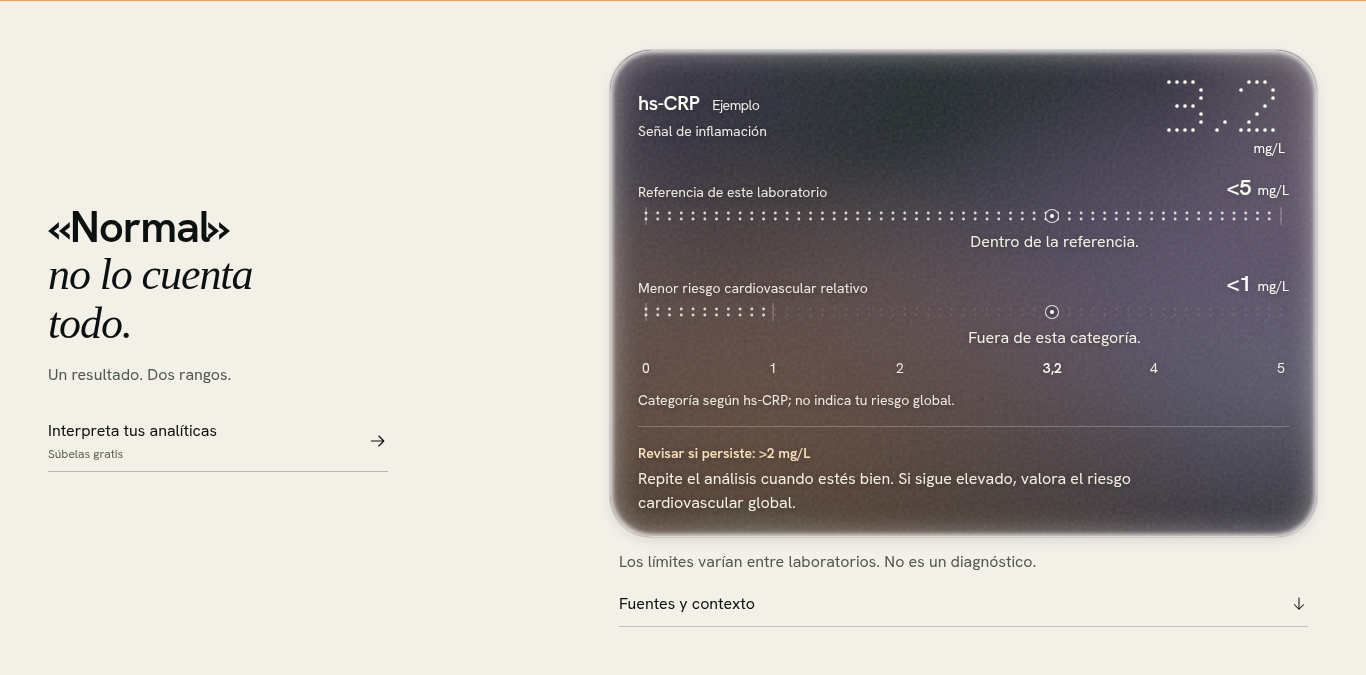 «Normal»
no lo cuenta
todo.
Un resultado. Dos rangos.
Interpreta tus analíticas
Súbelas gratis
hs-CRP Ejemplo
Señal de inflamación
3.2
mg/L
Referencia de este laboratorio
<5 mg/L
Dentro de la referencia.
Menor riesgo cardiovascular relativo
<1 mg/L
Fuera de esta categoría.
0 1 2 3,2 4 5
Categoría según hs-CRP; no indica tu riesgo global.
Revisar si persiste: >2 mg/L
Repite el análisis cuando estés bien. Si sigue elevado, valora el riesgo
cardiovascular global.
Los límites varían entre laboratorios. No es un diagnóstico.
Fuentes y contexto